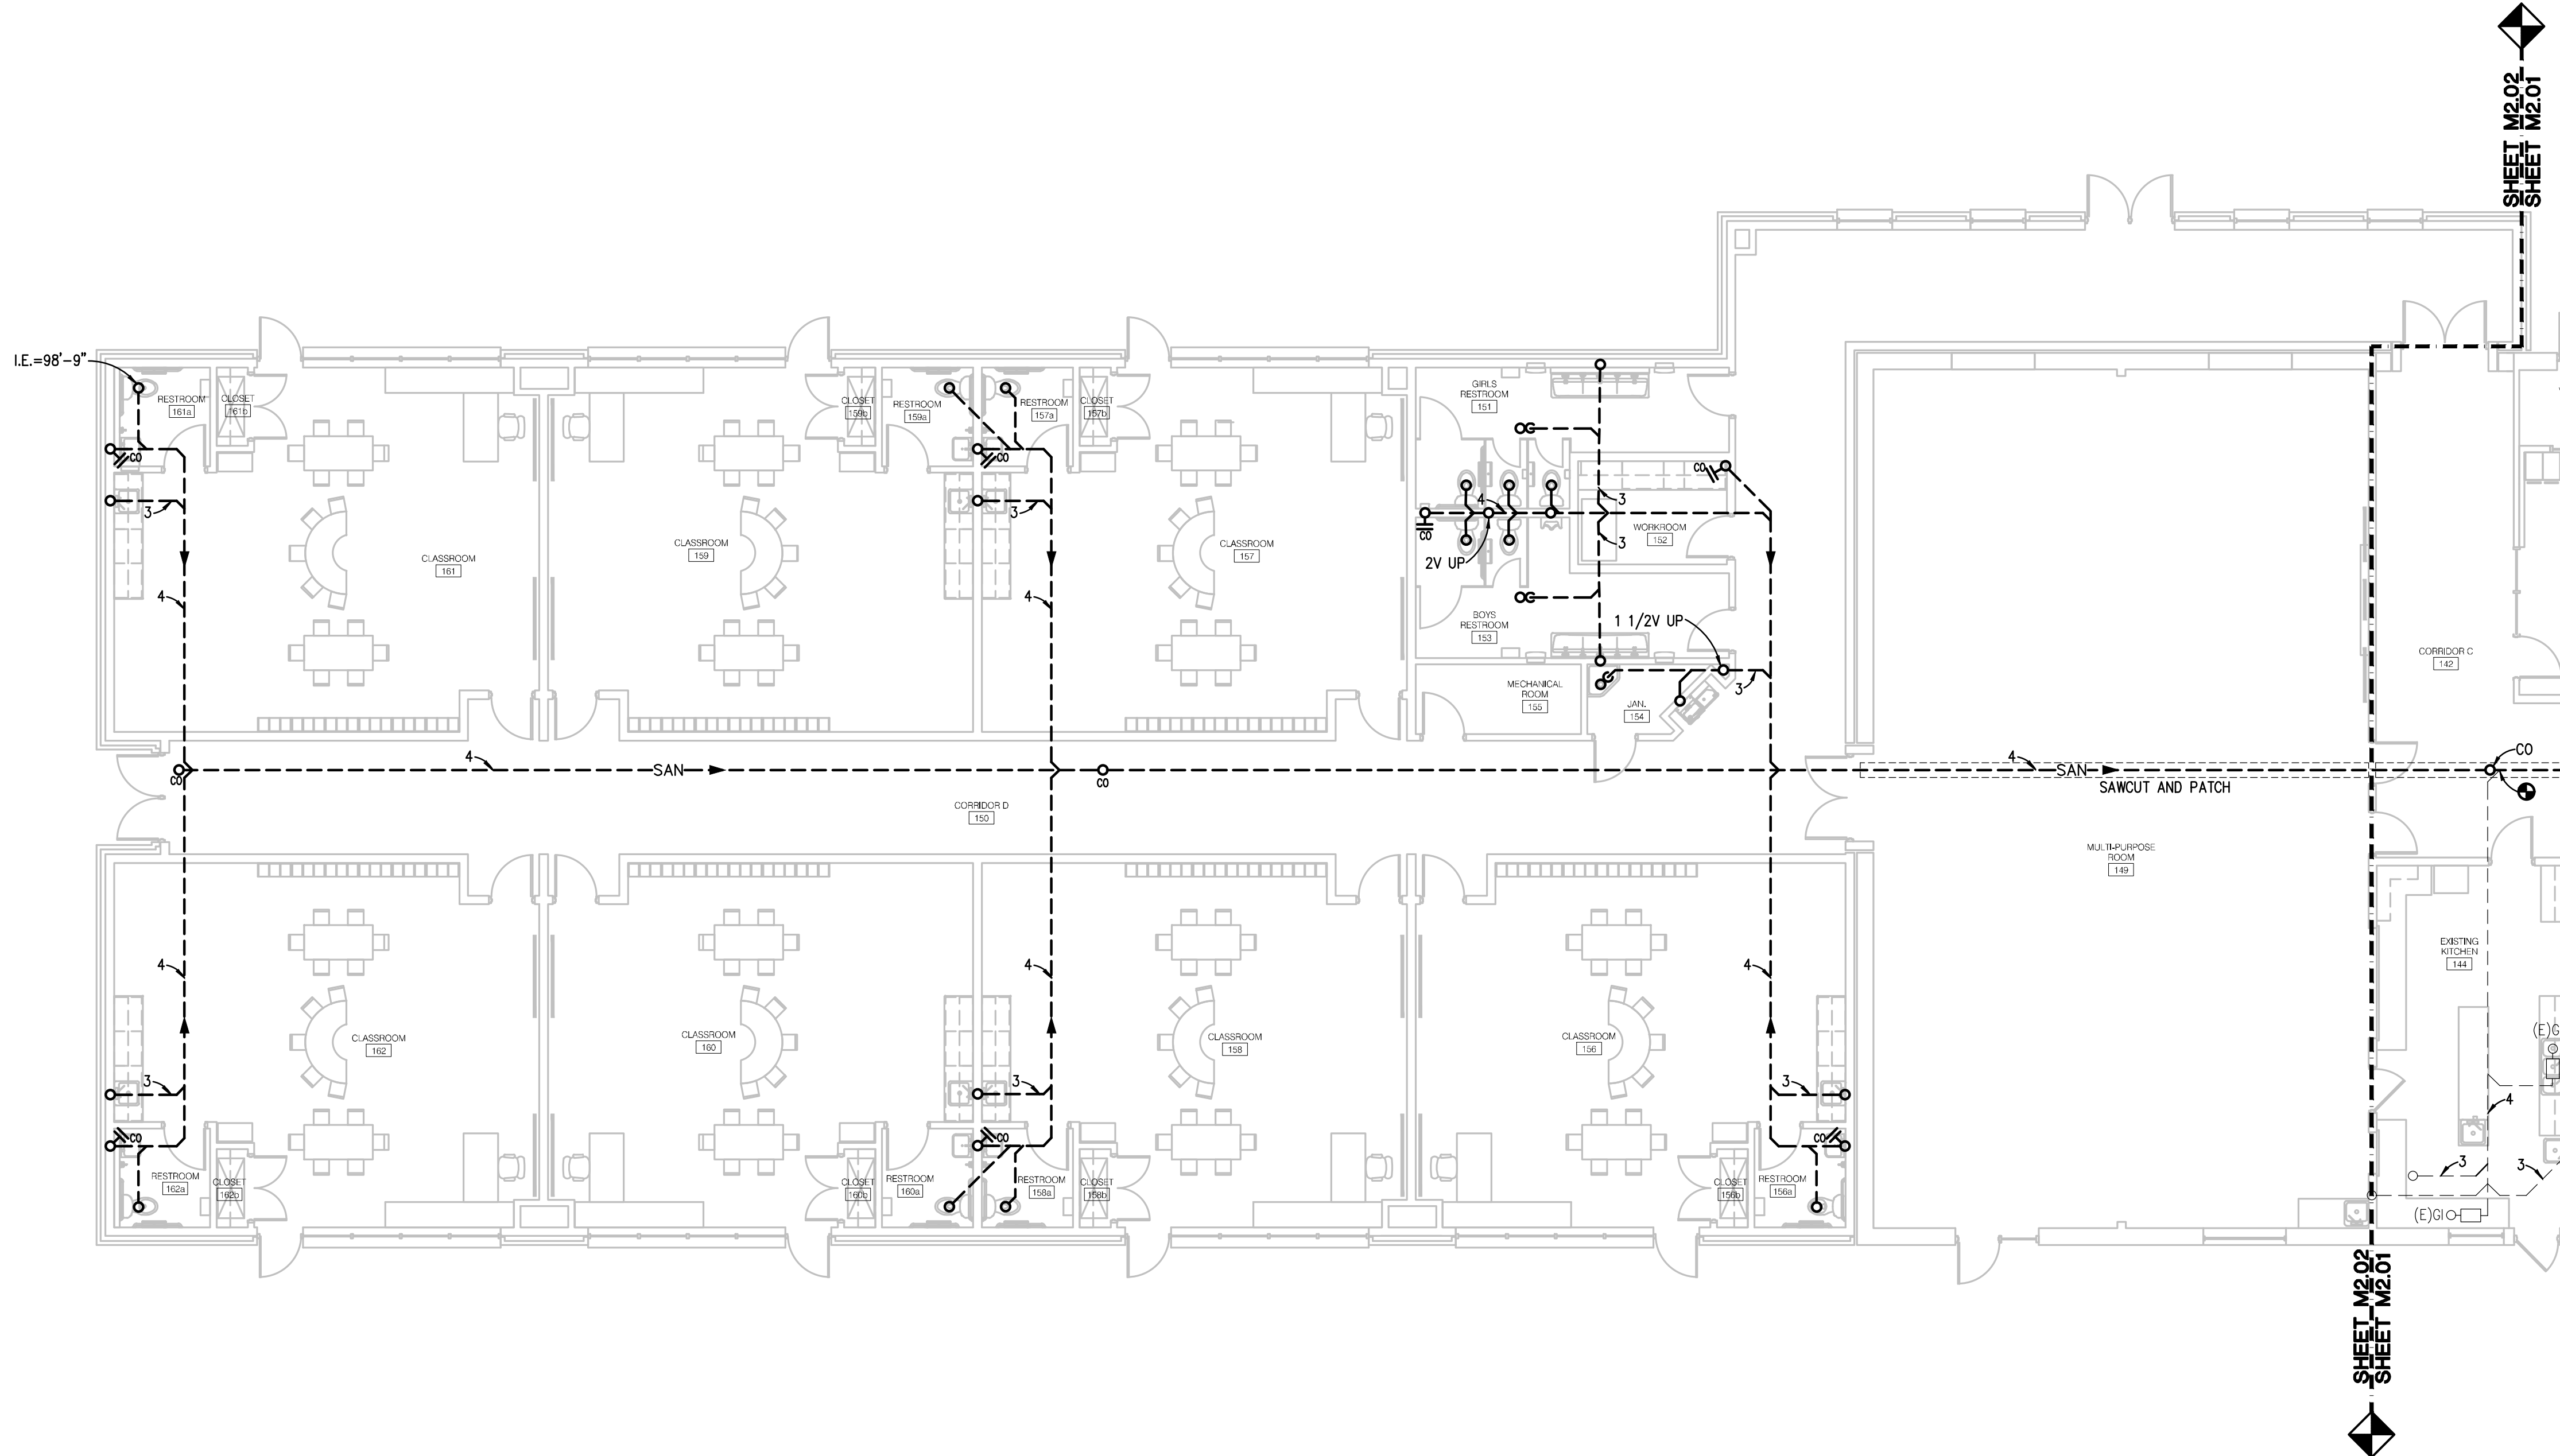 SHEET M2.02
SHEET M2.01
I.E.=98'-9"
RESTROOM
161a
CLOSET
161b
CLOSET
159b
RESTROOM
159a
RESTROOM
157a
CLOSET
157b
GIRLS
RESTROOM
151
CO
CO
CO
3
3
4
3
CO
WORKROOM
152
3
CLASSROOM
161
CLASSROOM
159
CLASSROOM
157
2V UP
4
4
BOYS
RESTROOM
153
1 1/2V UP
CORRIDOR C
142
MECHANICAL
ROOM
155
JAN.
154
3
4
SAN
4
SAN
CO
CO
CO
SAWCUT AND PATCH
CORRIDOR D
150
MULTI-PURPOSE
ROOM
149
EXISTING
KITCHEN
144
4
4
4
(E)G
CLASSROOM
162
CLASSROOM
160
CLASSROOM
158
CLASSROOM
156
3
3
3
4
CO
CO
CO
RESTROOM
162a
CLOSET
162b
CLOSET
160b
RESTROOM
160a
RESTROOM
158a
CLOSET
158b
CLOSET
156b
RESTROOM
156a
3
3
(E)GI
SHEET M2.02
SHEET M2.01